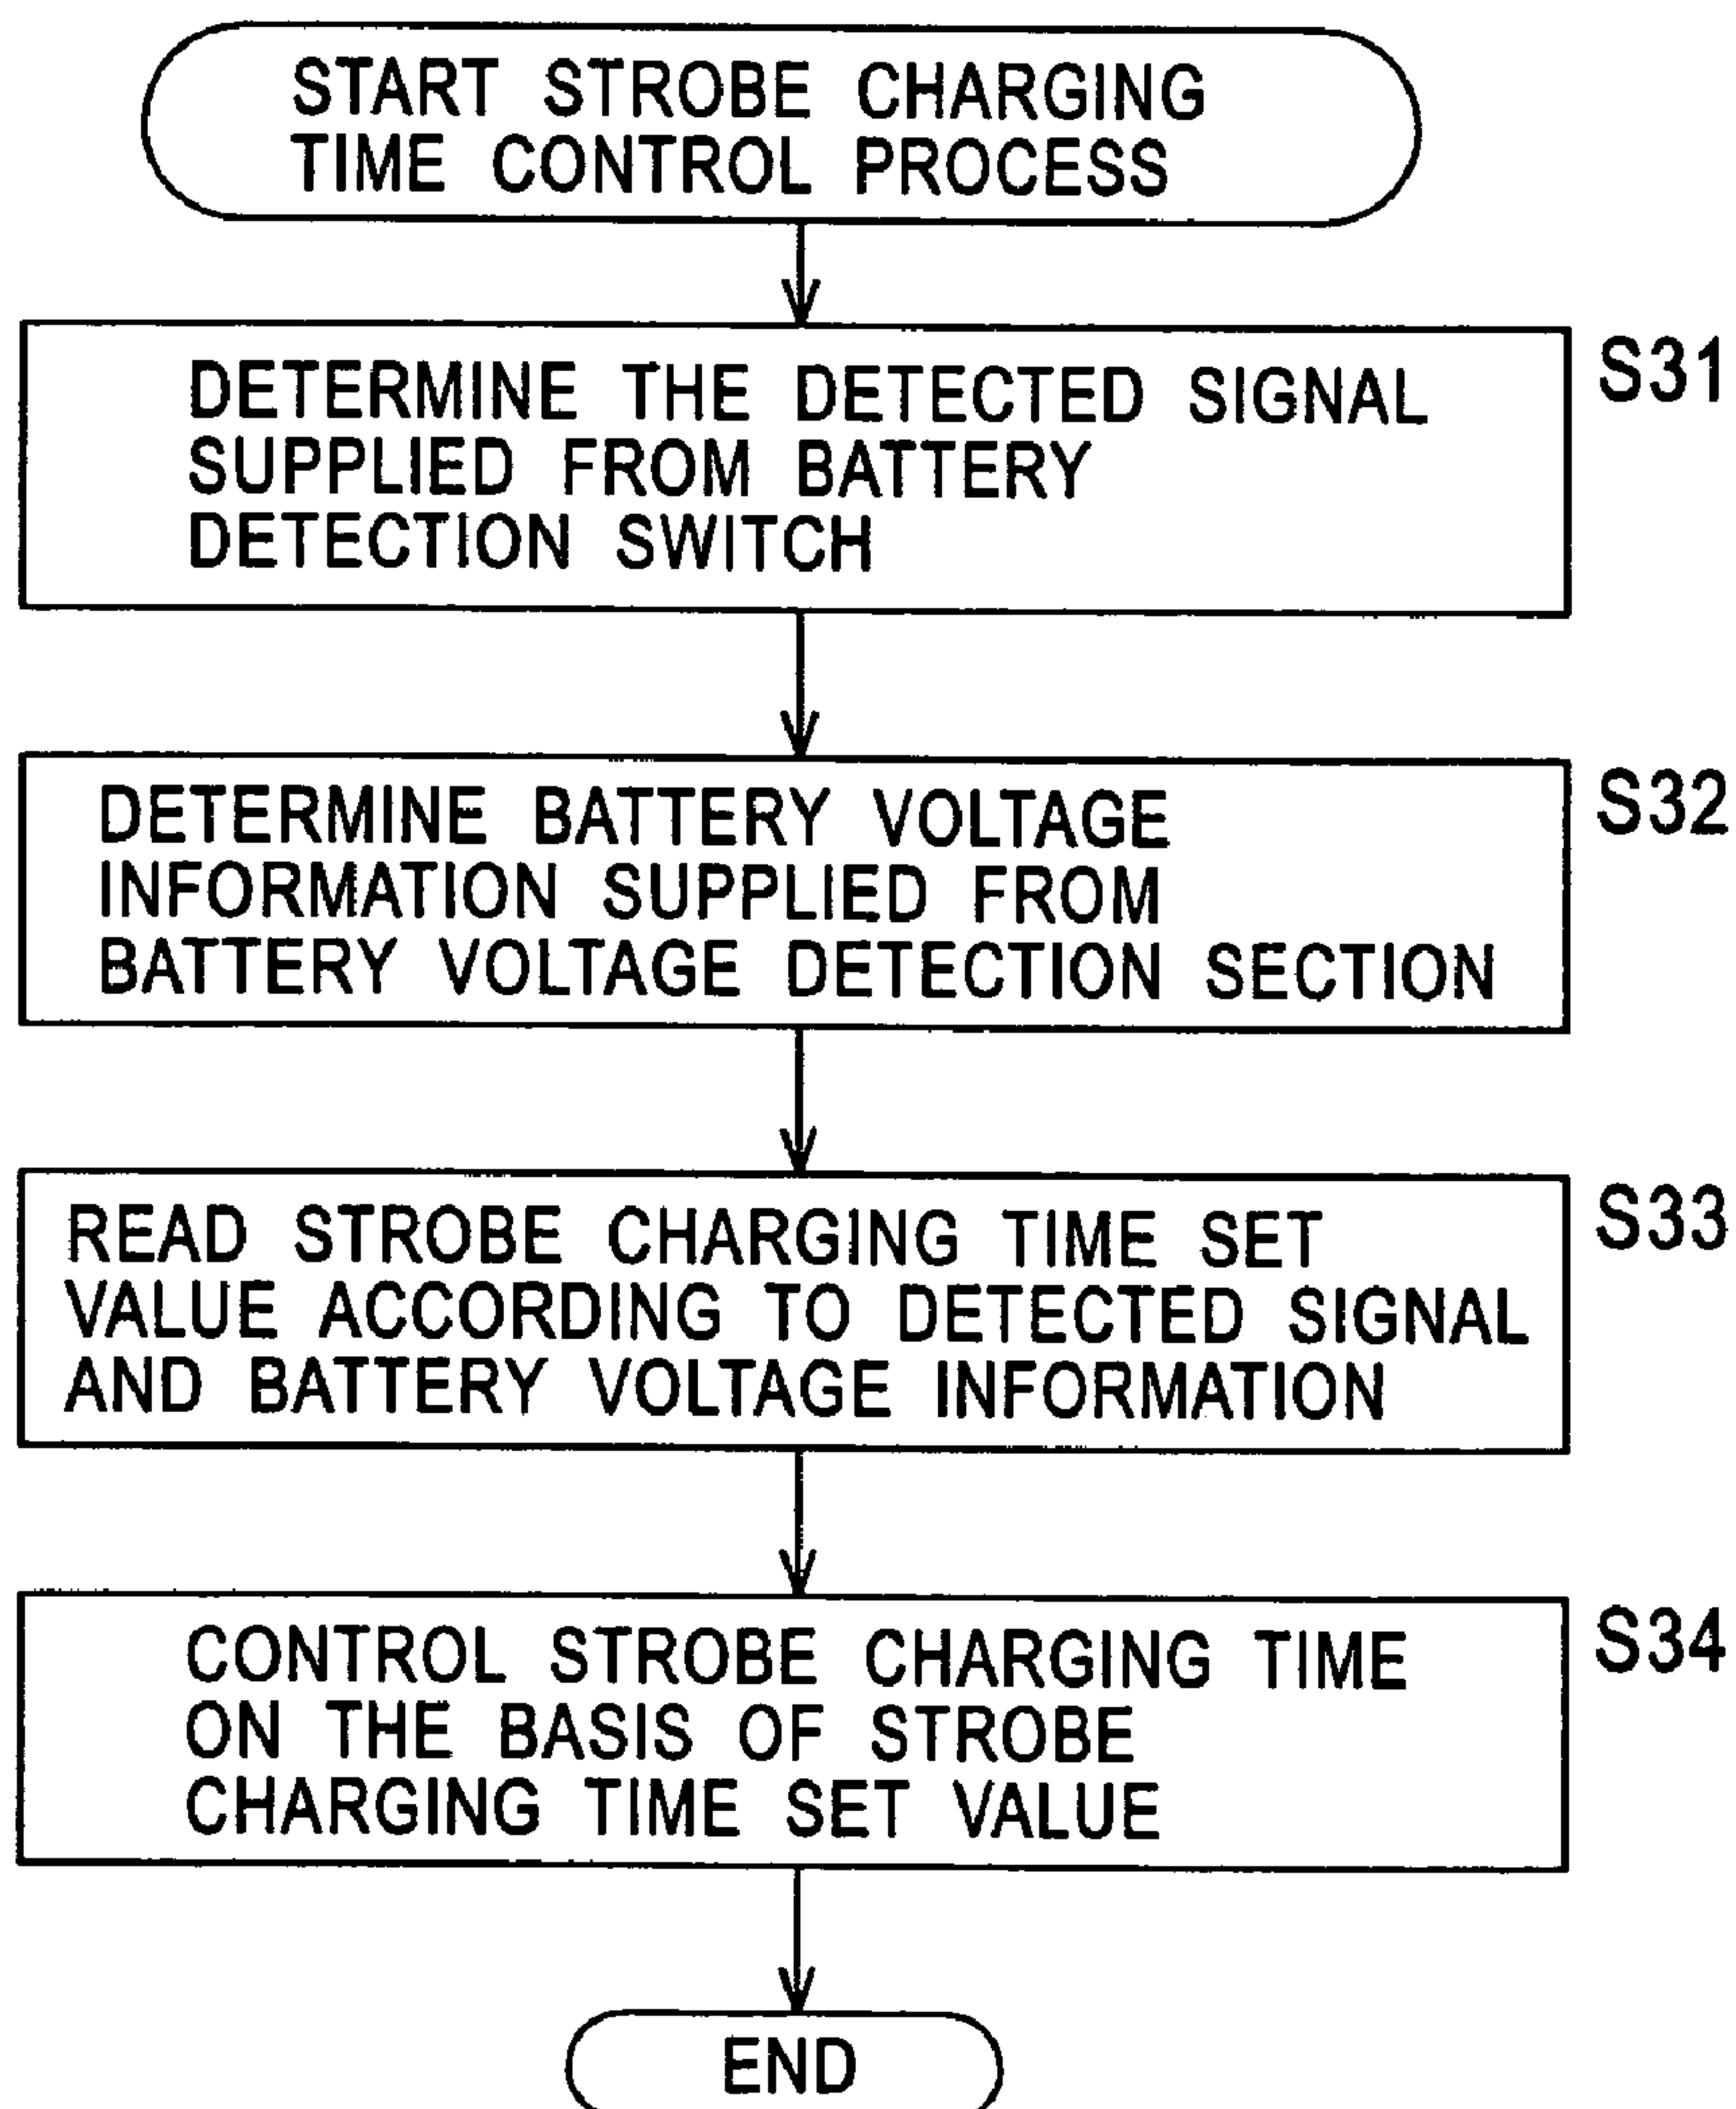 START STROBE CHARGING
TIME CONTROL PROCESS
DETERMINE THE DETECTED SIGNAL
SUPPLIED FROM BATTERY
DETECTION SWITCH
S31
DETERMINE BATTERY VOLTAGE
INFORMATION SUPPLIED FROM
BATTERY VOLTAGE DETECTION SECTION
S32
READ STROBE CHARGING TIME SET
VALUE ACCORDING TO DETECTED SIGNAL
AND BATTERY VOLTAGE INFORMATION
S33
CONTROL STROBE CHARGING TIME
ON THE BASIS OF STROBE
CHARGING TIME SET VALUE
S34
END